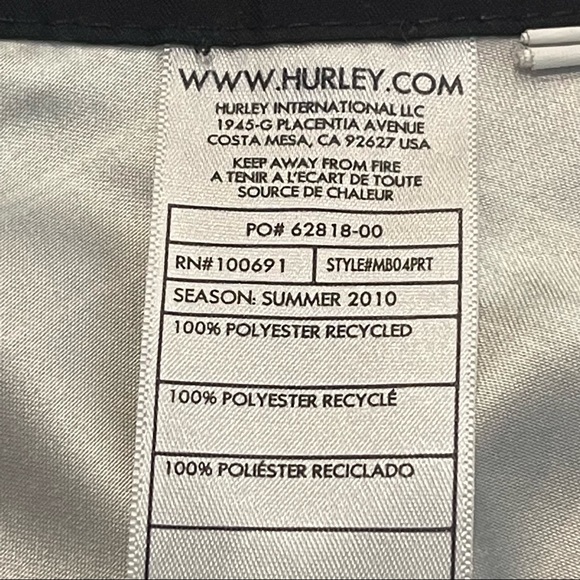 WWW.HURLEY.COM
HURLEY INTERNATIONAL LLC
1945-G PLACENTIA AVENUE
COSTA MESA, CA 92627 USA
KEEP AWAY FROM FIRE
A TENIR A L'ECART DE TOUTE
SOURCE DE CHALEUR
PO# 62818-00
RN#100691 STYLE#MB04PRT
SEASON: SUMMER 2010
100% POLYESTER RECYCLED
100% POLYESTER RECYCLÉ
100% POLIÉSTER RECICLADO